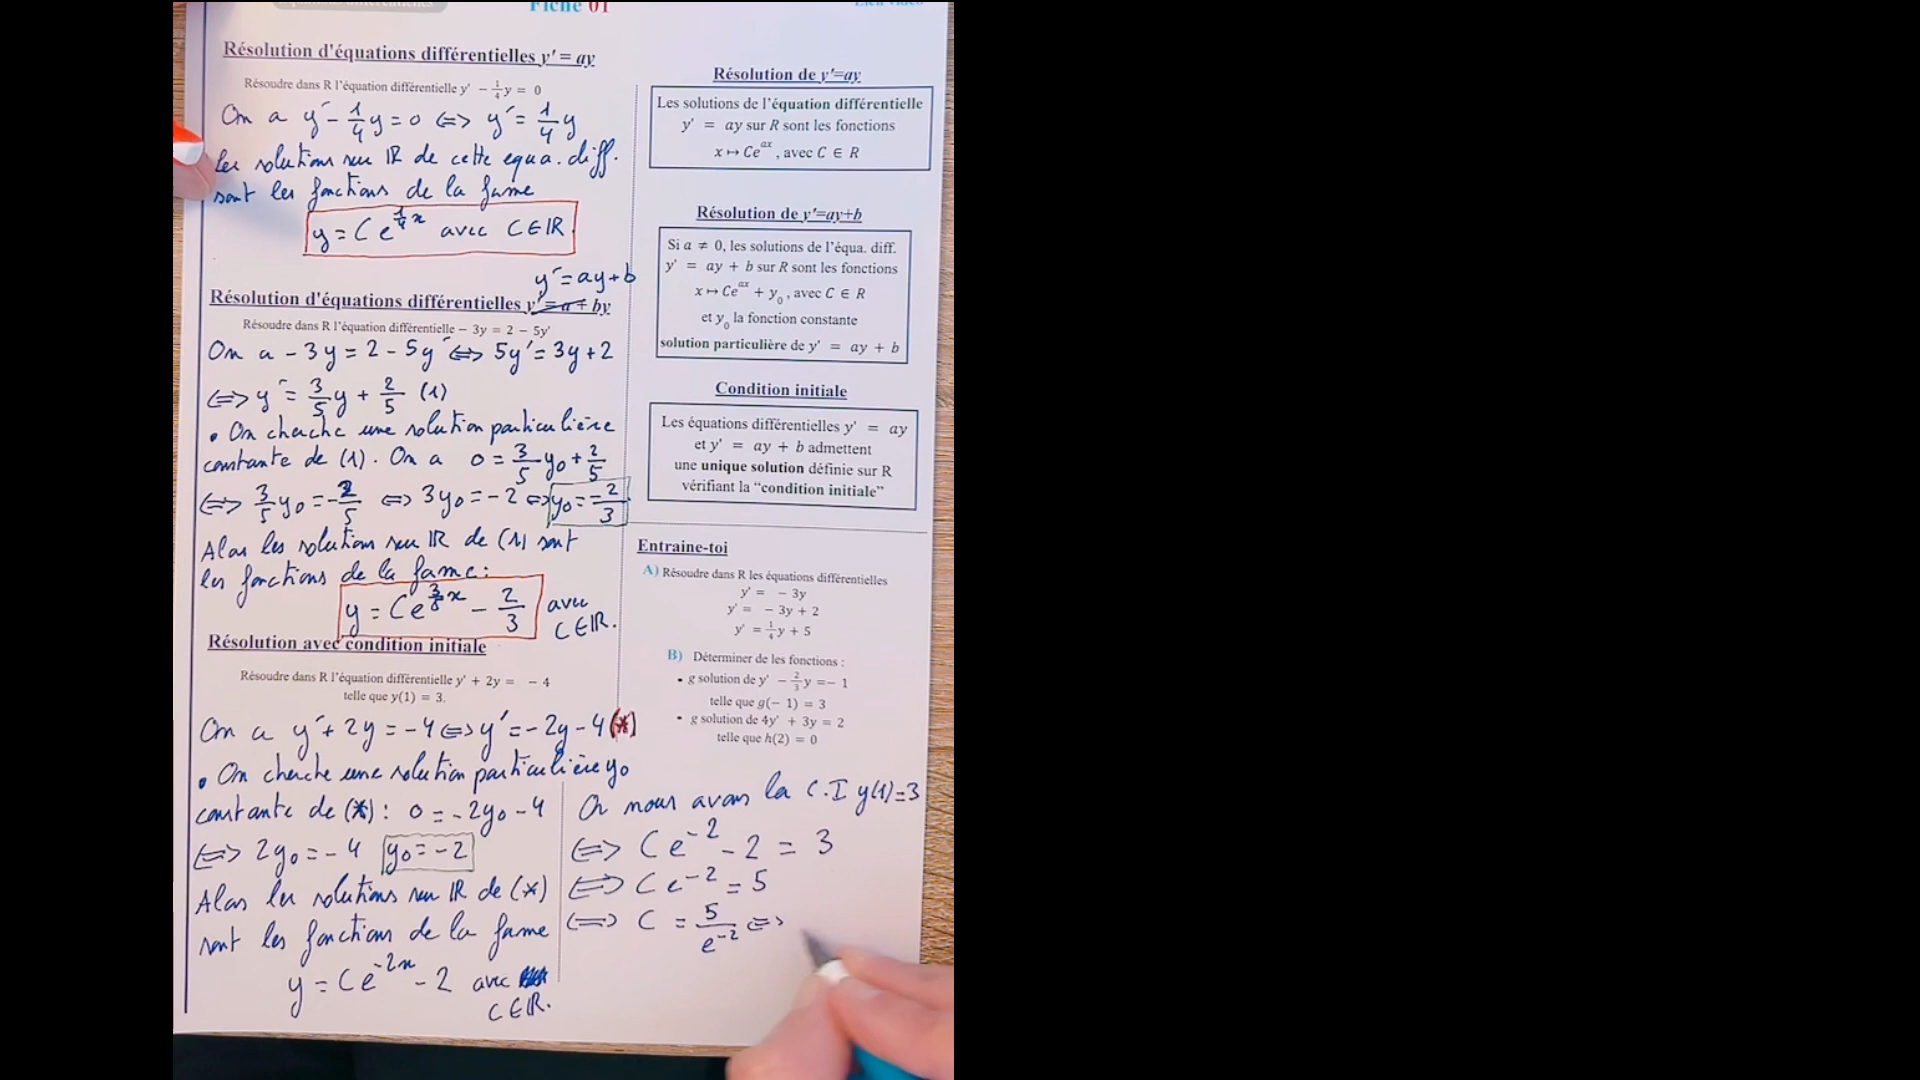 Fiche 01
Résolution d'équations différentielles y' = ay
Résoudre dans R l'équation différentielle y' − 1/4 y = 0
On a y' − 1/4 y = 0 <=> y' = 1/4 y
les solutions sur IR de cette equa. diff.
sont les fonctions de la forme
y = C e^{1/4 x} avec C ∈ IR.
y' = ay + b
Résolution d'équations différentielles y' = a + by
Résoudre dans R l'équation différentielle − 3y = 2 − 5y'
On a − 3y = 2 − 5y' <=> 5y' = 3y + 2
<=> y' = 3/5 y + 2/5 (1)
• On cherche une solution particulière
constante de (1). On a 0 = 3/5 y₀ + 2/5
<=> 3/5 y₀ = − 2/5 <=> 3y₀ = − 2 <=> y₀ = − 2/3
Alors les solutions sur IR de (1) sont
les fonctions de la forme :
y = C e^{3/5 x} − 2/3 avec
C ∈ IR.
Résolution avec condition initiale
Résoudre dans R l'équation différentielle y' + 2y = − 4
telle que y(1) = 3.
On a y' + 2y = − 4 <=> y' = − 2y − 4 (*)
• On cherche une solution particulière y₀
constante de (*) : 0 = − 2y₀ − 4
<=> 2y₀ = − 4 y₀ = − 2
Alors les solutions sur IR de (*)
sont les fonctions de la forme
y = C e^{−2x} − 2 avec
C ∈ IR.
Or nous avons la C.I y(1) = 3
<=> C e^{−2} − 2 = 3
<=> C e^{−2} = 5
<=> C = 5/e^{−2} <=>
Résolution de y'=ay
Les solutions de l'équation différentielle
y' = ay sur R sont les fonctions
x ↦ Ce^{ax}, avec C ∈ R
Résolution de y'=ay+b
Si a ≠ 0, les solutions de l'équa. diff.
y' = ay + b sur R sont les fonctions
x ↦ Ce^{ax} + y₀, avec C ∈ R
et y₀ la fonction constante
solution particulière de y' = ay + b
Condition initiale
Les équations différentielles y' = ay
et y' = ay + b admettent
une unique solution définie sur R
vérifiant la “condition initiale”
Entraine-toi
A) Résoudre dans R les équations différentielles
y' = − 3y
y' = − 3y + 2
y' = 1/4 y + 5
B) Déterminer de les fonctions :
• g solution de y' − 2/3 y = − 1
telle que g(− 1) = 3
• g solution de 4y' + 3y = 2
telle que h(2) = 0